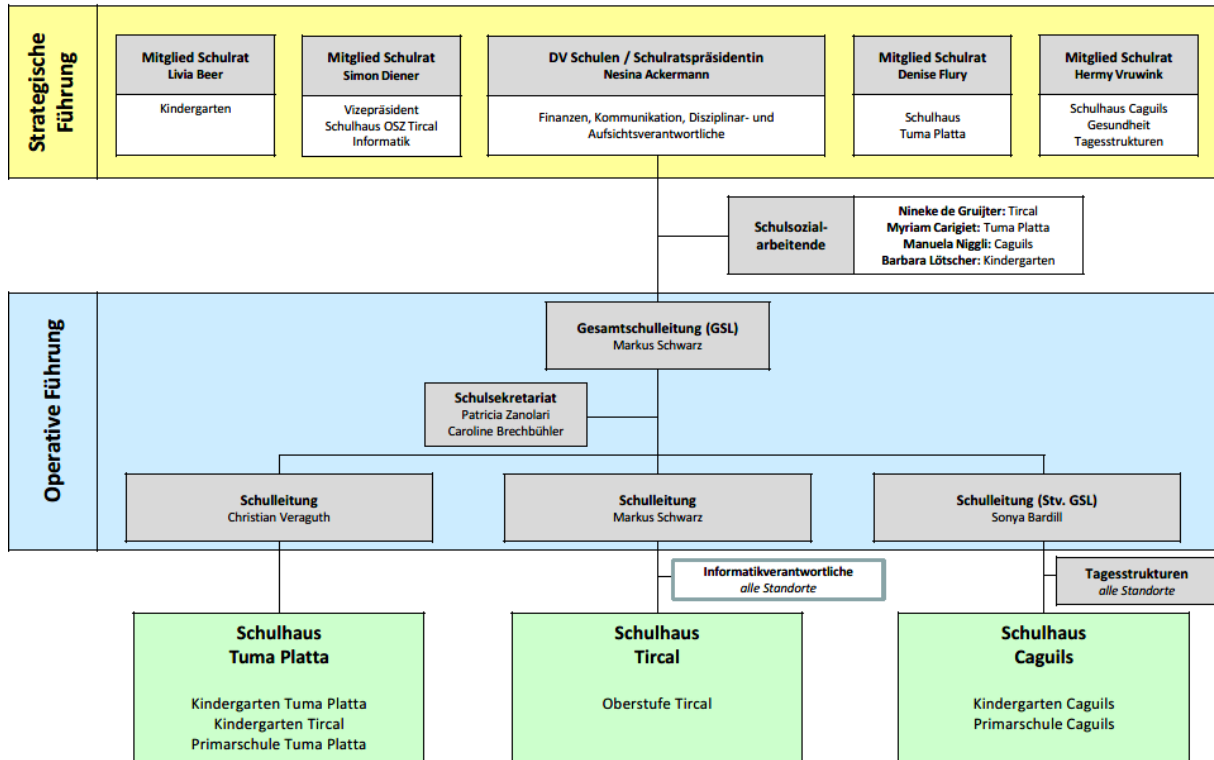 Strategische
Führung
Mitglied Schulrat
Livia Beer
Kindergarten
Mitglied Schulrat
Simon Diener
Vizepräsident
Schulhaus OSZ Tircal
Informatik
DV Schulen / Schulratspräsidentin
Nesina Ackermann
Finanzen, Kommunikation, Disziplinar- und
Aufsichtsverantwortliche
Mitglied Schulrat
Denise Flury
Schulhaus
Tuma Platta
Mitglied Schulrat
Hermy Vruwink
Schulhaus Caguils
Gesundheit
Tagesstrukturen
Schulsozial-
arbeitende
Nineke de Gruijter: Tircal
Myriam Carigiet: Tuma Platta
Manuela Niggli: Caguils
Barbara Lötscher: Kindergarten
Operative Führung
Gesamtschulleitung (GSL)
Markus Schwarz
Schulsekretariat
Patricia Zanolari
Caroline Brechbühler
Schulleitung
Christian Veraguth
Schulleitung
Markus Schwarz
Schulleitung (Stv. GSL)
Sonya Bardill
Informatikverantwortliche
alle Standorte
Tagesstrukturen
alle Standorte
Schulhaus
Tuma Platta
Kindergarten Tuma Platta
Kindergarten Tircal
Primarschule Tuma Platta
Schulhaus
Tircal
Oberstufe Tircal
Schulhaus
Caguils
Kindergarten Caguils
Primarschule Caguils